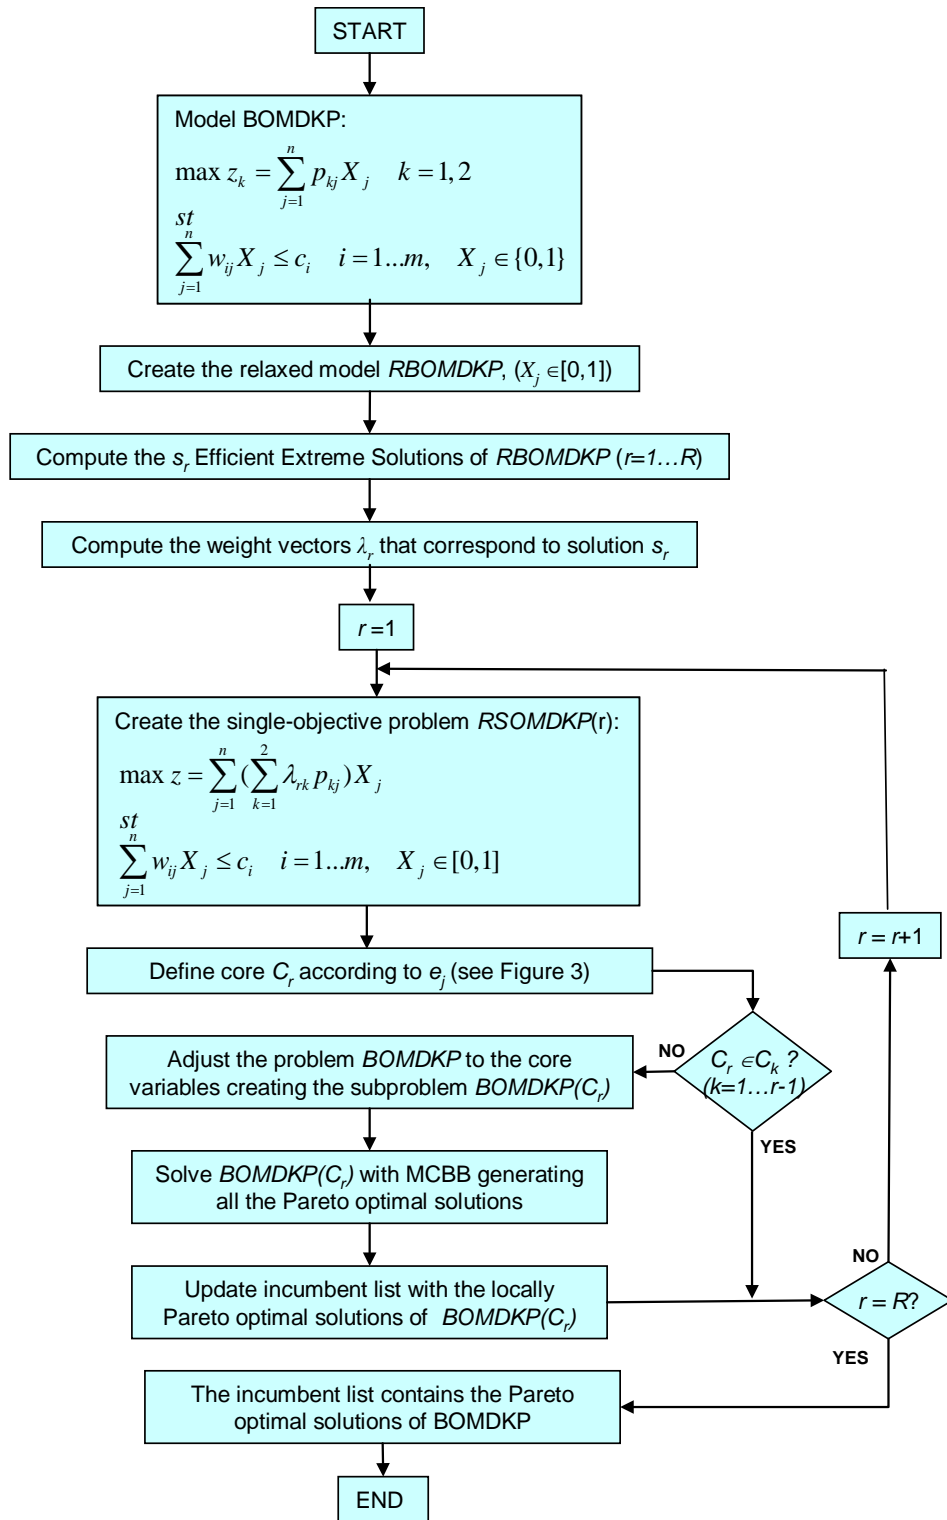 START
Model BOMDKP:
max z_k = \sum_{j=1}^{n} p_{kj} X_j   k = 1, 2
st
\sum_{j=1}^{n} w_{ij} X_j ≤ c_i   i = 1...m,   X_j ∈ {0,1}
Create the relaxed model RBOMDKP, (X_j ∈[0,1])
Compute the s_r Efficient Extreme Solutions of RBOMDKP (r=1…R)
Compute the weight vectors λ_r that correspond to solution s_r
r =1
Create the single-objective problem RSOMDKP(r):
max z = \sum_{j=1}^{n} (\sum_{k=1}^{2} λ_{rk} p_{kj}) X_j
st
\sum_{j=1}^{n} w_{ij} X_j ≤ c_i   i = 1...m,   X_j ∈ [0,1]
r = r+1
Define core C_r according to e_j (see Figure 3)
C_r ∈C_k ?
(k=1…r-1)
NO
YES
Adjust the problem BOMDKP to the core
variables creating the subproblem BOMDKP(C_r)
Solve BOMDKP(C_r) with MCBB generating
all the Pareto optimal solutions
Update incumbent list with the locally
Pareto optimal solutions of BOMDKP(C_r)
NO
r = R?
YES
The incumbent list contains the Pareto
optimal solutions of BOMDKP
END